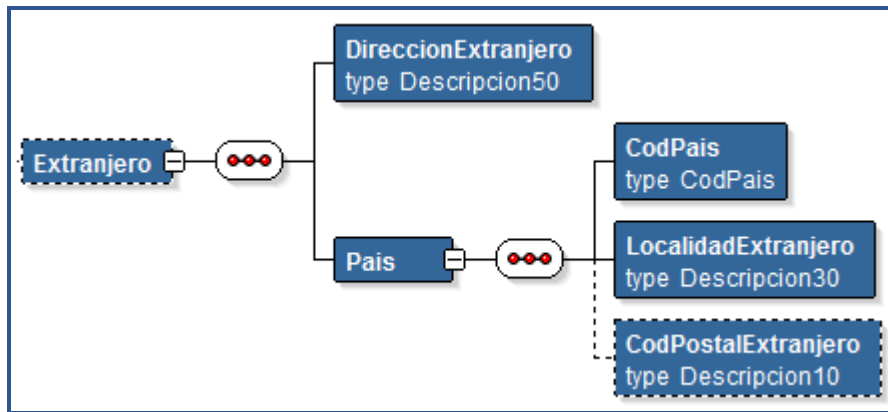 DireccionExtranjero
type Descripcion50
Extranjero
CodPais
type CodPais
Pais
LocalidadExtranjero
type Descripcion30
CodPostalExtranjero
type Descripcion10